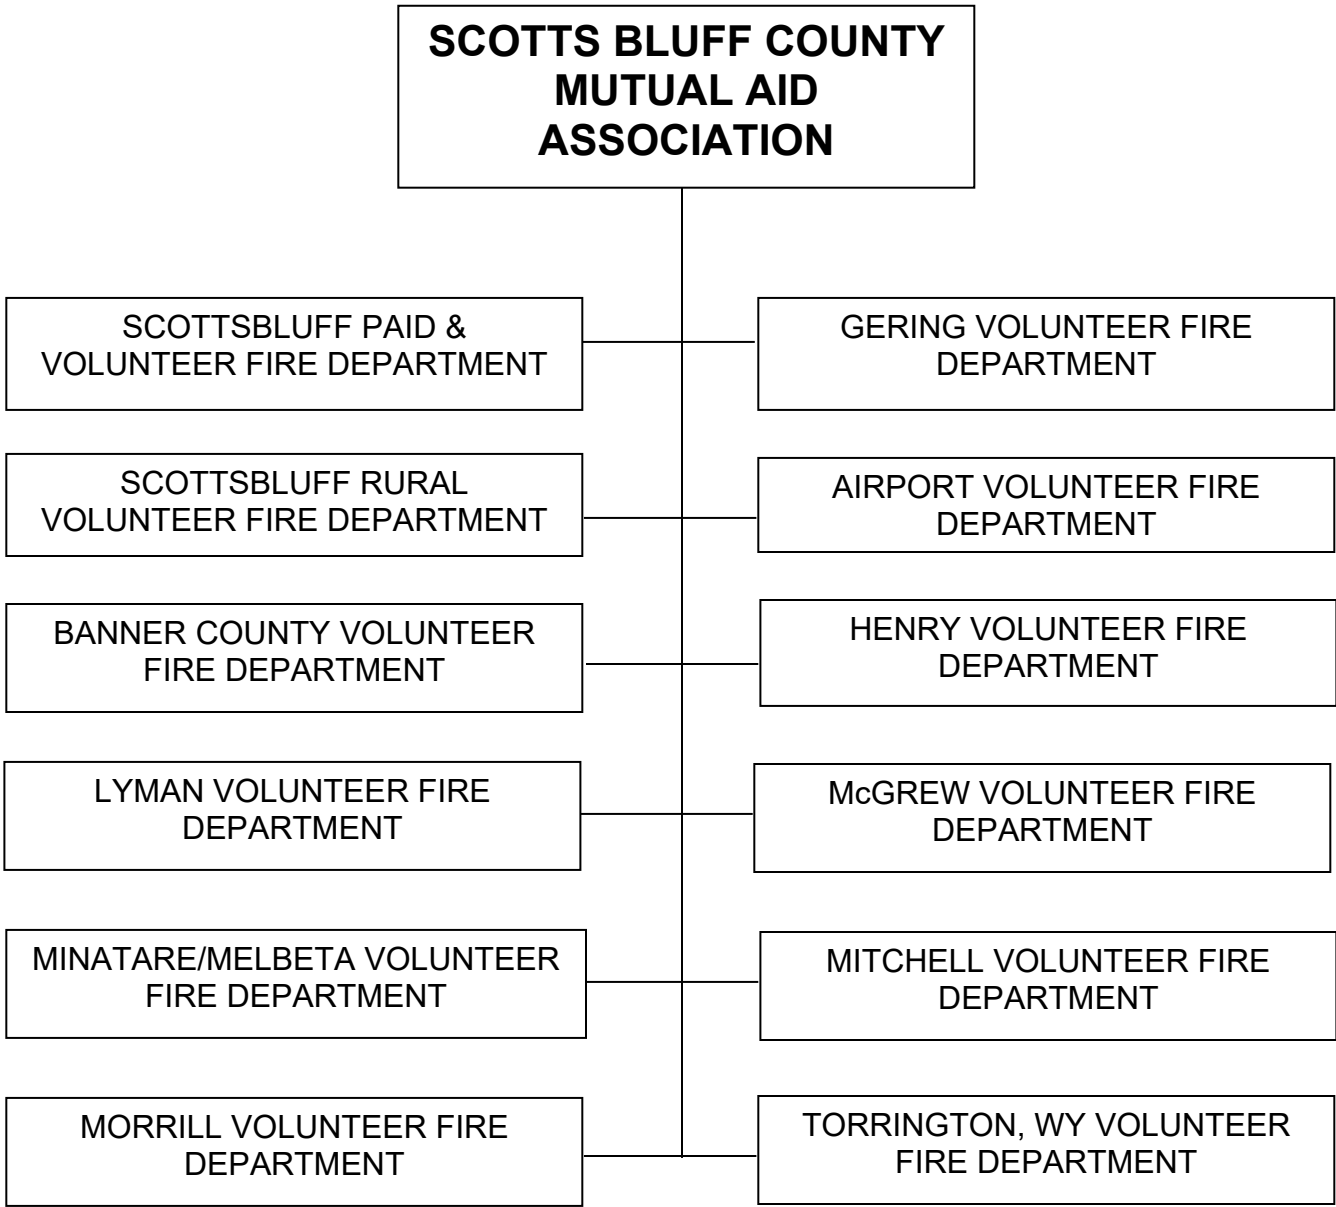 SCOTTS BLUFF COUNTY
MUTUAL AID
ASSOCIATION
SCOTTSBLUFF PAID &
VOLUNTEER FIRE DEPARTMENT
GERING VOLUNTEER FIRE
DEPARTMENT
SCOTTSBLUFF RURAL
VOLUNTEER FIRE DEPARTMENT
AIRPORT VOLUNTEER FIRE
DEPARTMENT
BANNER COUNTY VOLUNTEER
FIRE DEPARTMENT
HENRY VOLUNTEER FIRE
DEPARTMENT
LYMAN VOLUNTEER FIRE
DEPARTMENT
McGREW VOLUNTEER FIRE
DEPARTMENT
MINATARE/MELBETA VOLUNTEER
FIRE DEPARTMENT
MITCHELL VOLUNTEER FIRE
DEPARTMENT
MORRILL VOLUNTEER FIRE
DEPARTMENT
TORRINGTON, WY VOLUNTEER
FIRE DEPARTMENT